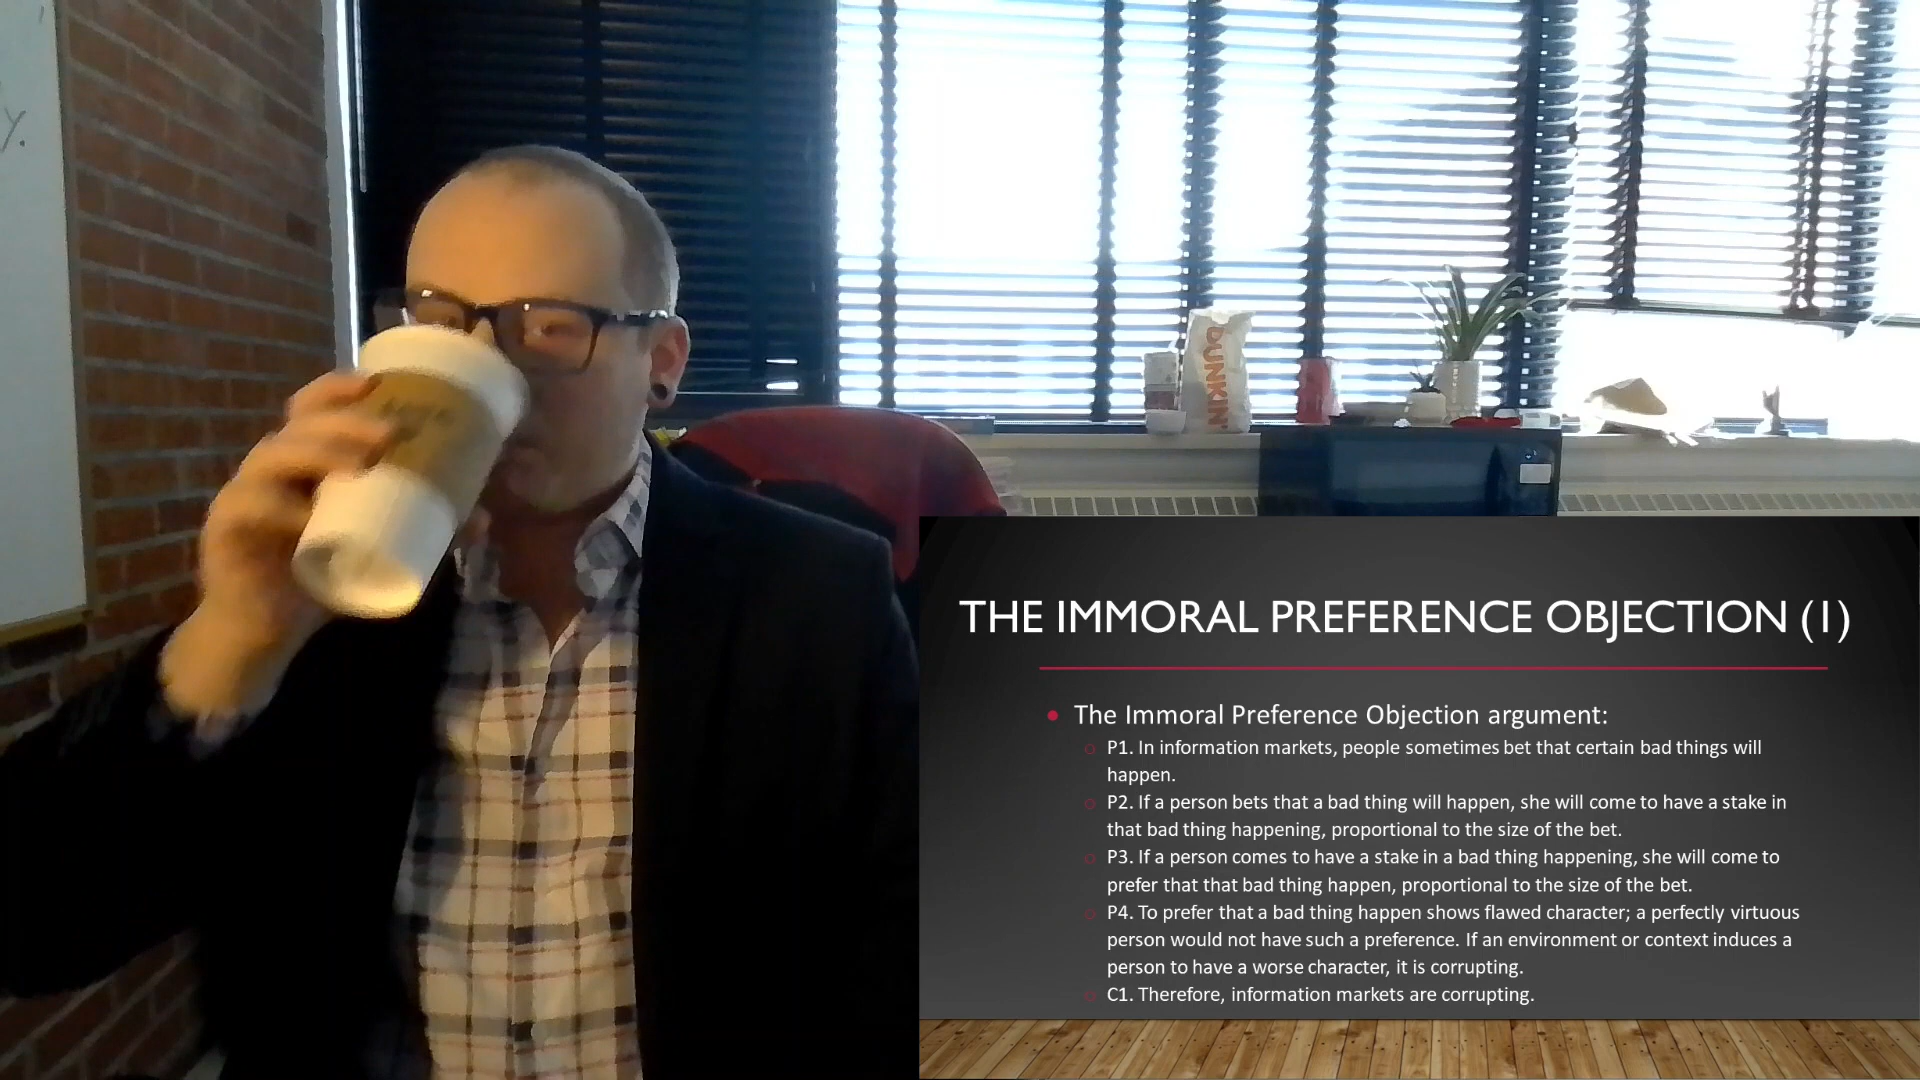 y.
DUNKIN'
THE IMMORAL PREFERENCE OBJECTION (1)
The Immoral Preference Objection argument:
P1. In information markets, people sometimes bet that certain bad things will
happen.
P2. If a person bets that a bad thing will happen, she will come to have a stake in
that bad thing happening, proportional to the size of the bet.
P3. If a person comes to have a stake in a bad thing happening, she will come to
prefer that that bad thing happen, proportional to the size of the bet.
P4. To prefer that a bad thing happen shows flawed character; a perfectly virtuous
person would not have such a preference. If an environment or context induces a
person to have a worse character, it is corrupting.
C1. Therefore, information markets are corrupting.